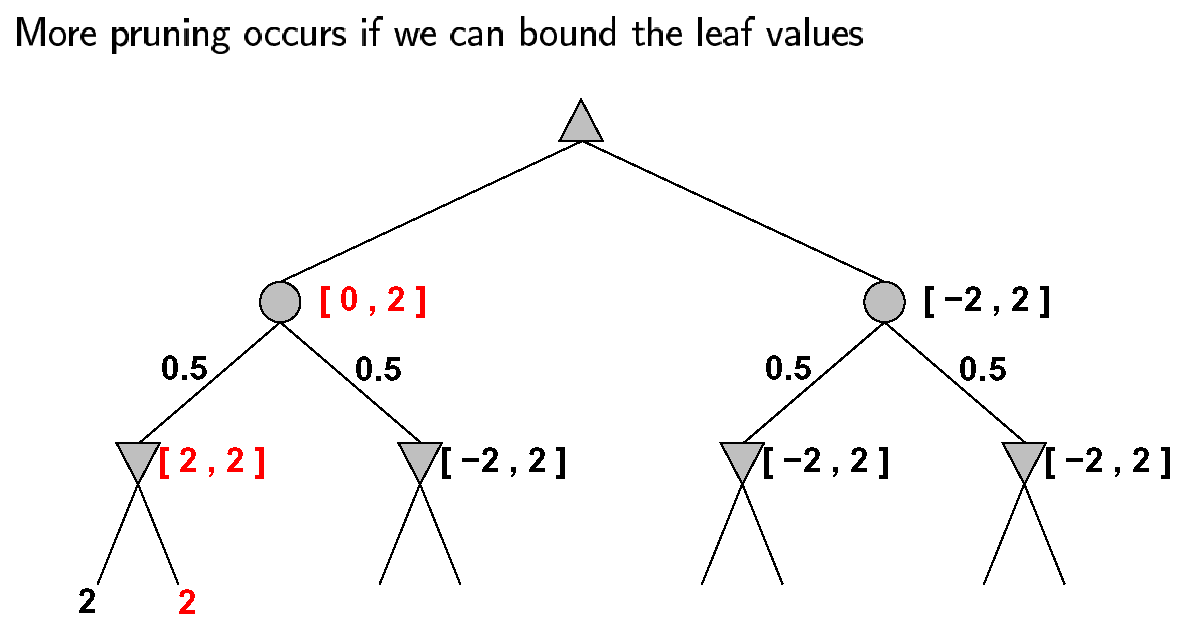 More pruning occurs if we can bound the leaf values
[ 0 , 2 ] [ −2 , 2 ]
0.5 0.5 0.5 0.5
[ 2 , 2 ] [ −2 , 2 ] [ −2 , 2 ] [ −2 , 2 ]
2 2